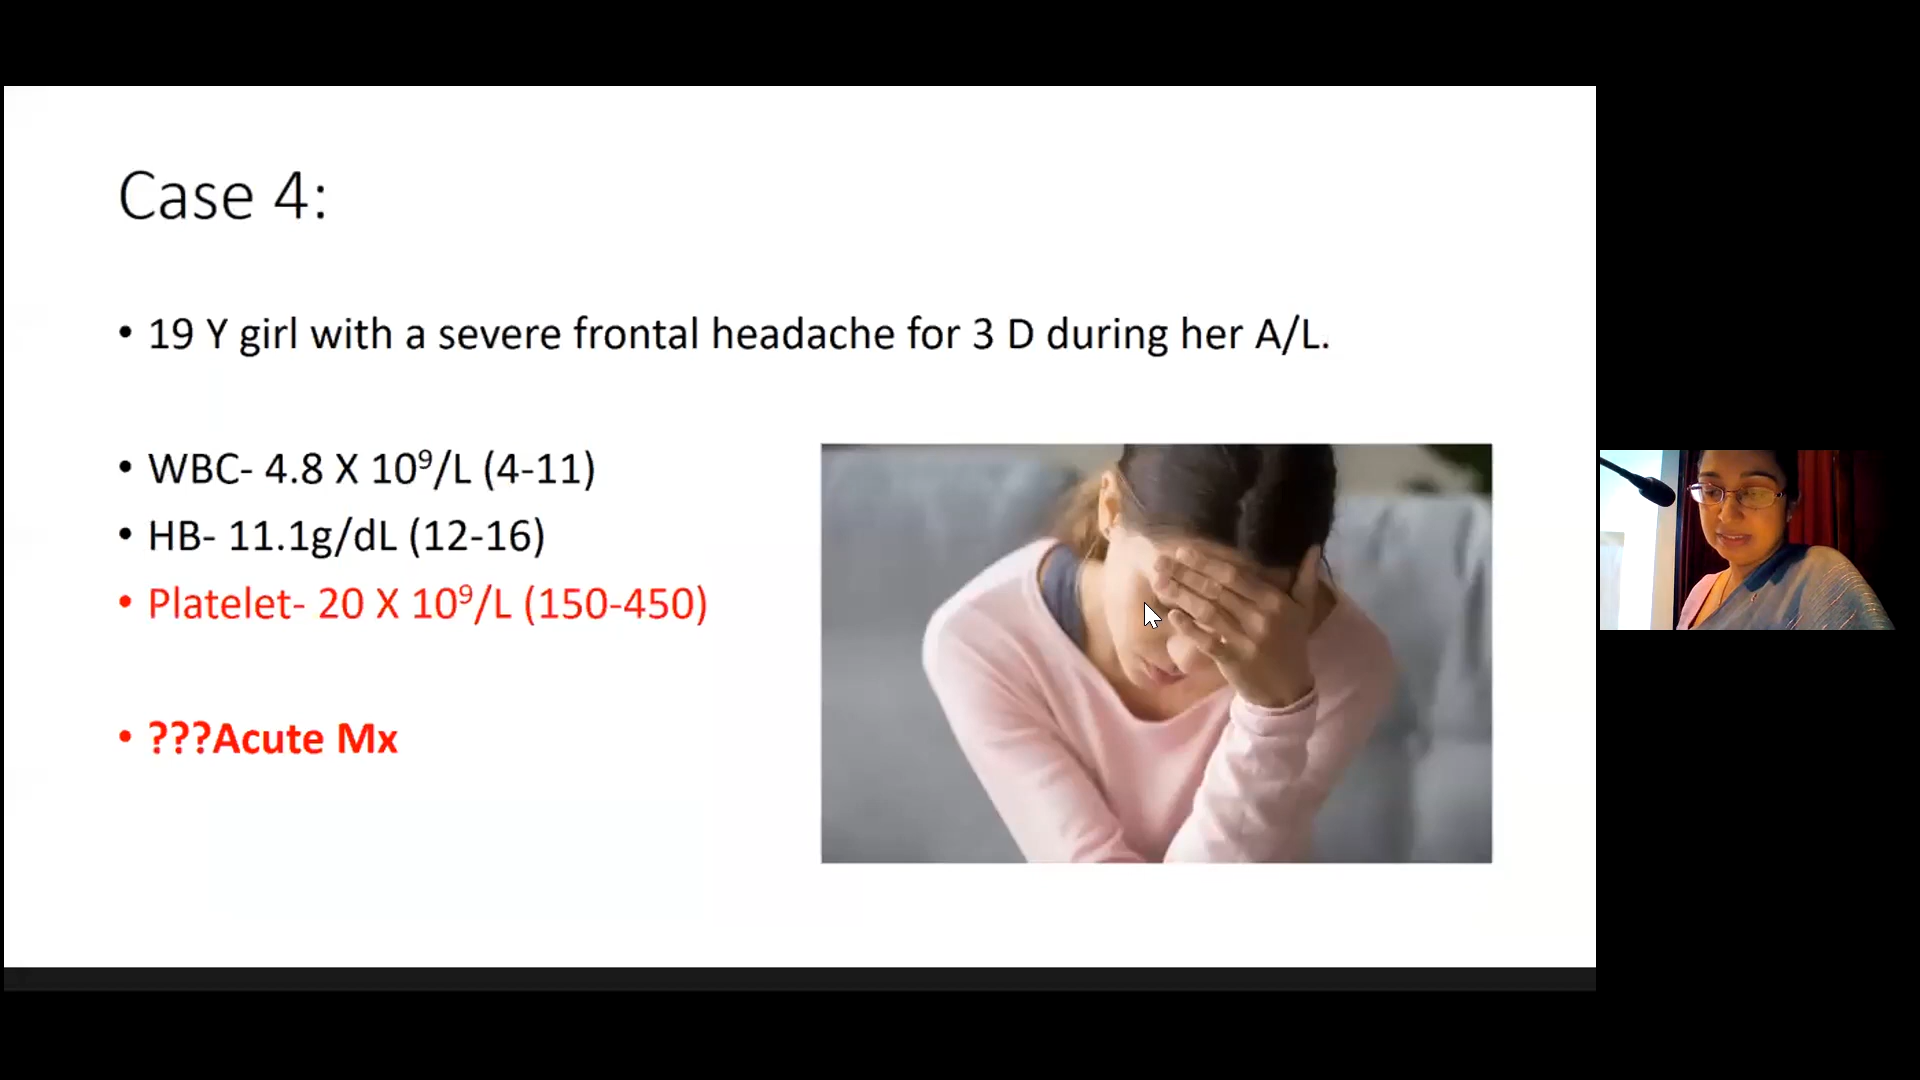 Case 4:
• 19 Y girl with a severe frontal headache for 3 D during her A/L.
• WBC- 4.8 X 10⁹/L (4-11)
• HB- 11.1g/dL (12-16)
• Platelet- 20 X 10⁹/L (150-450)
• ???Acute Mx